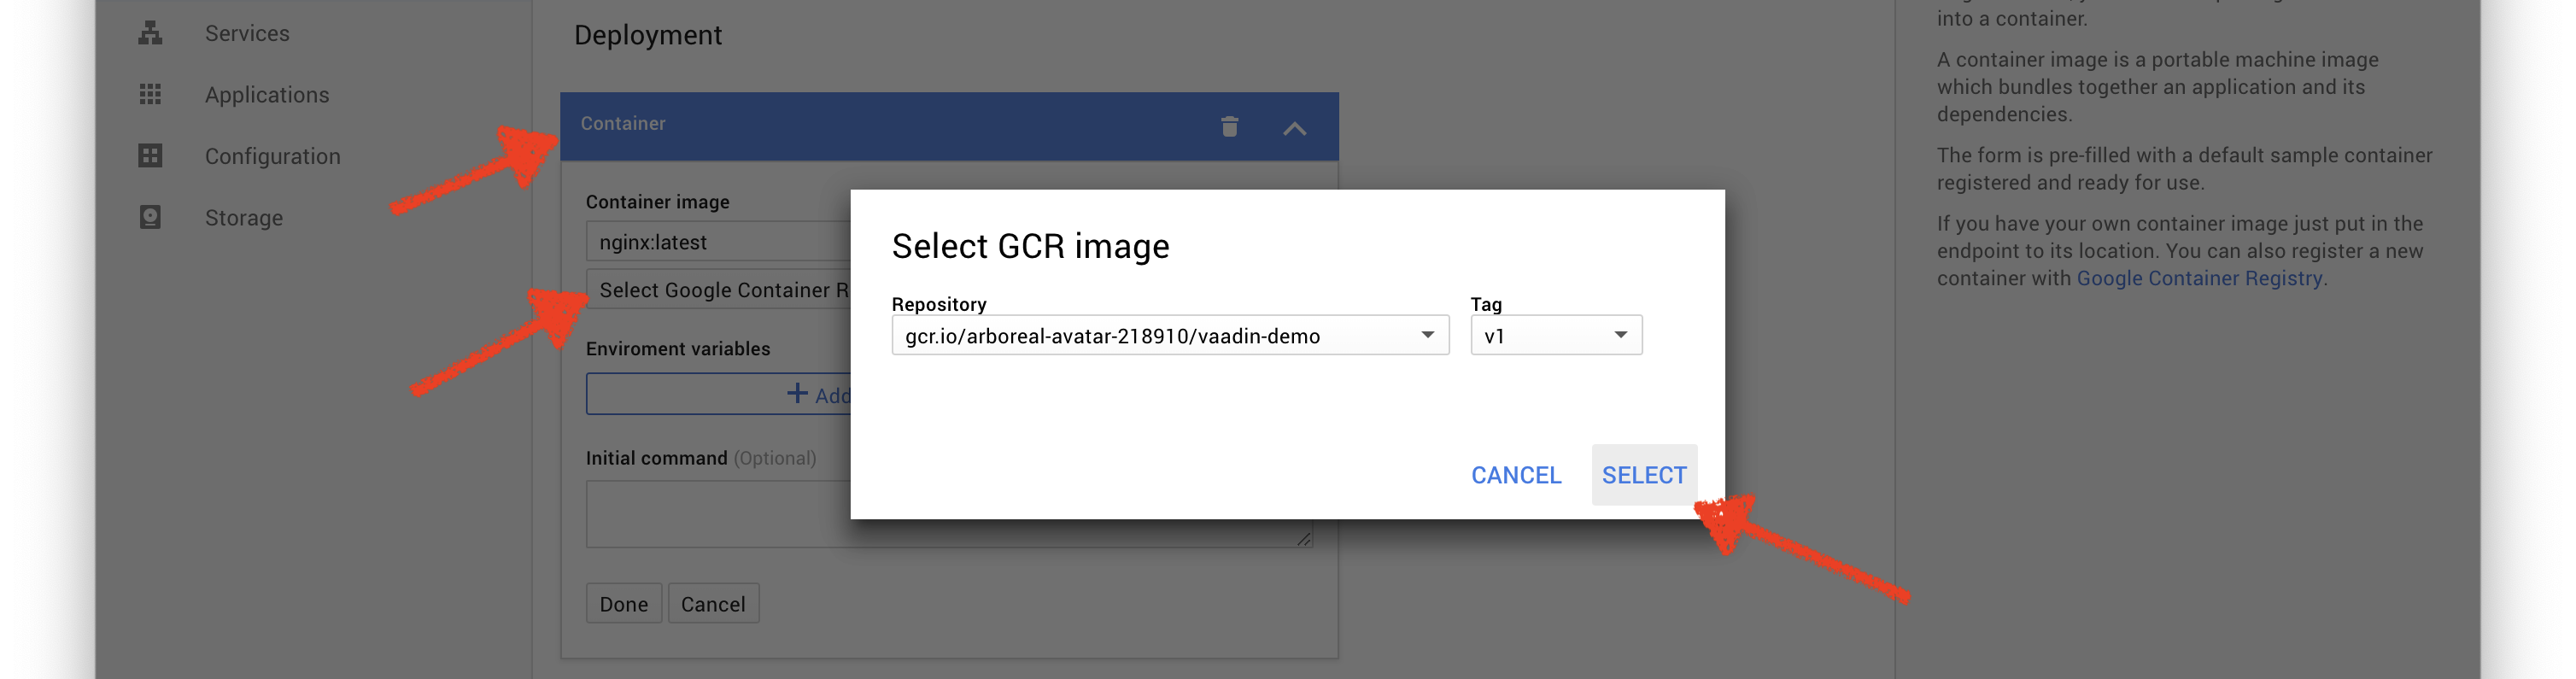 Services
Applications
Configuration
Storage
Deployment
Container
Container image
nginx:latest
Select Google Container R
Enviroment variables
Add
Initial command (Optional)
Done
Cancel
Select GCR image
Repository
gcr.io/arboreal-avatar-218910/vaadin-demo
Tag
v1
CANCEL
SELECT
into a container.
A container image is a portable machine image
which bundles together an application and its
dependencies.
The form is pre-filled with a default sample container
registered and ready for use.
If you have your own container image just put in the
endpoint to its location. You can also register a new
container with Google Container Registry.